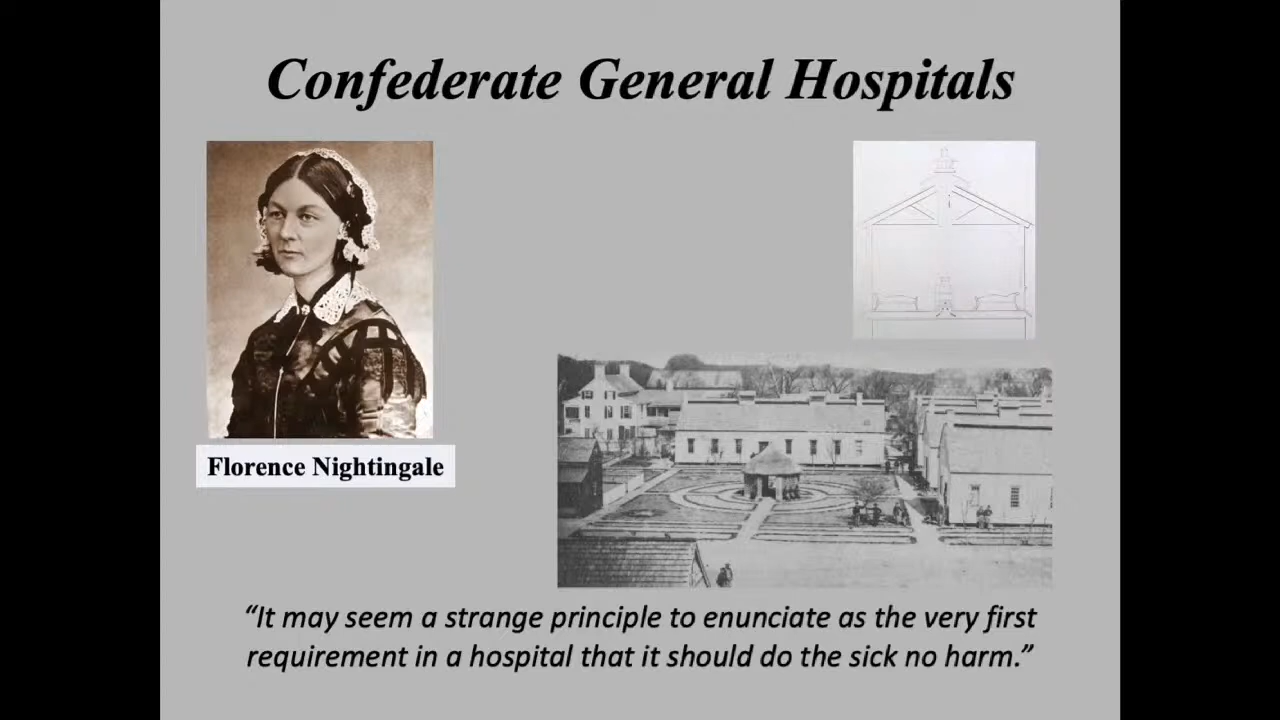 Confederate General Hospitals
Florence Nightingale
“It may seem a strange principle to enunciate as the very first
requirement in a hospital that it should do the sick no harm.”